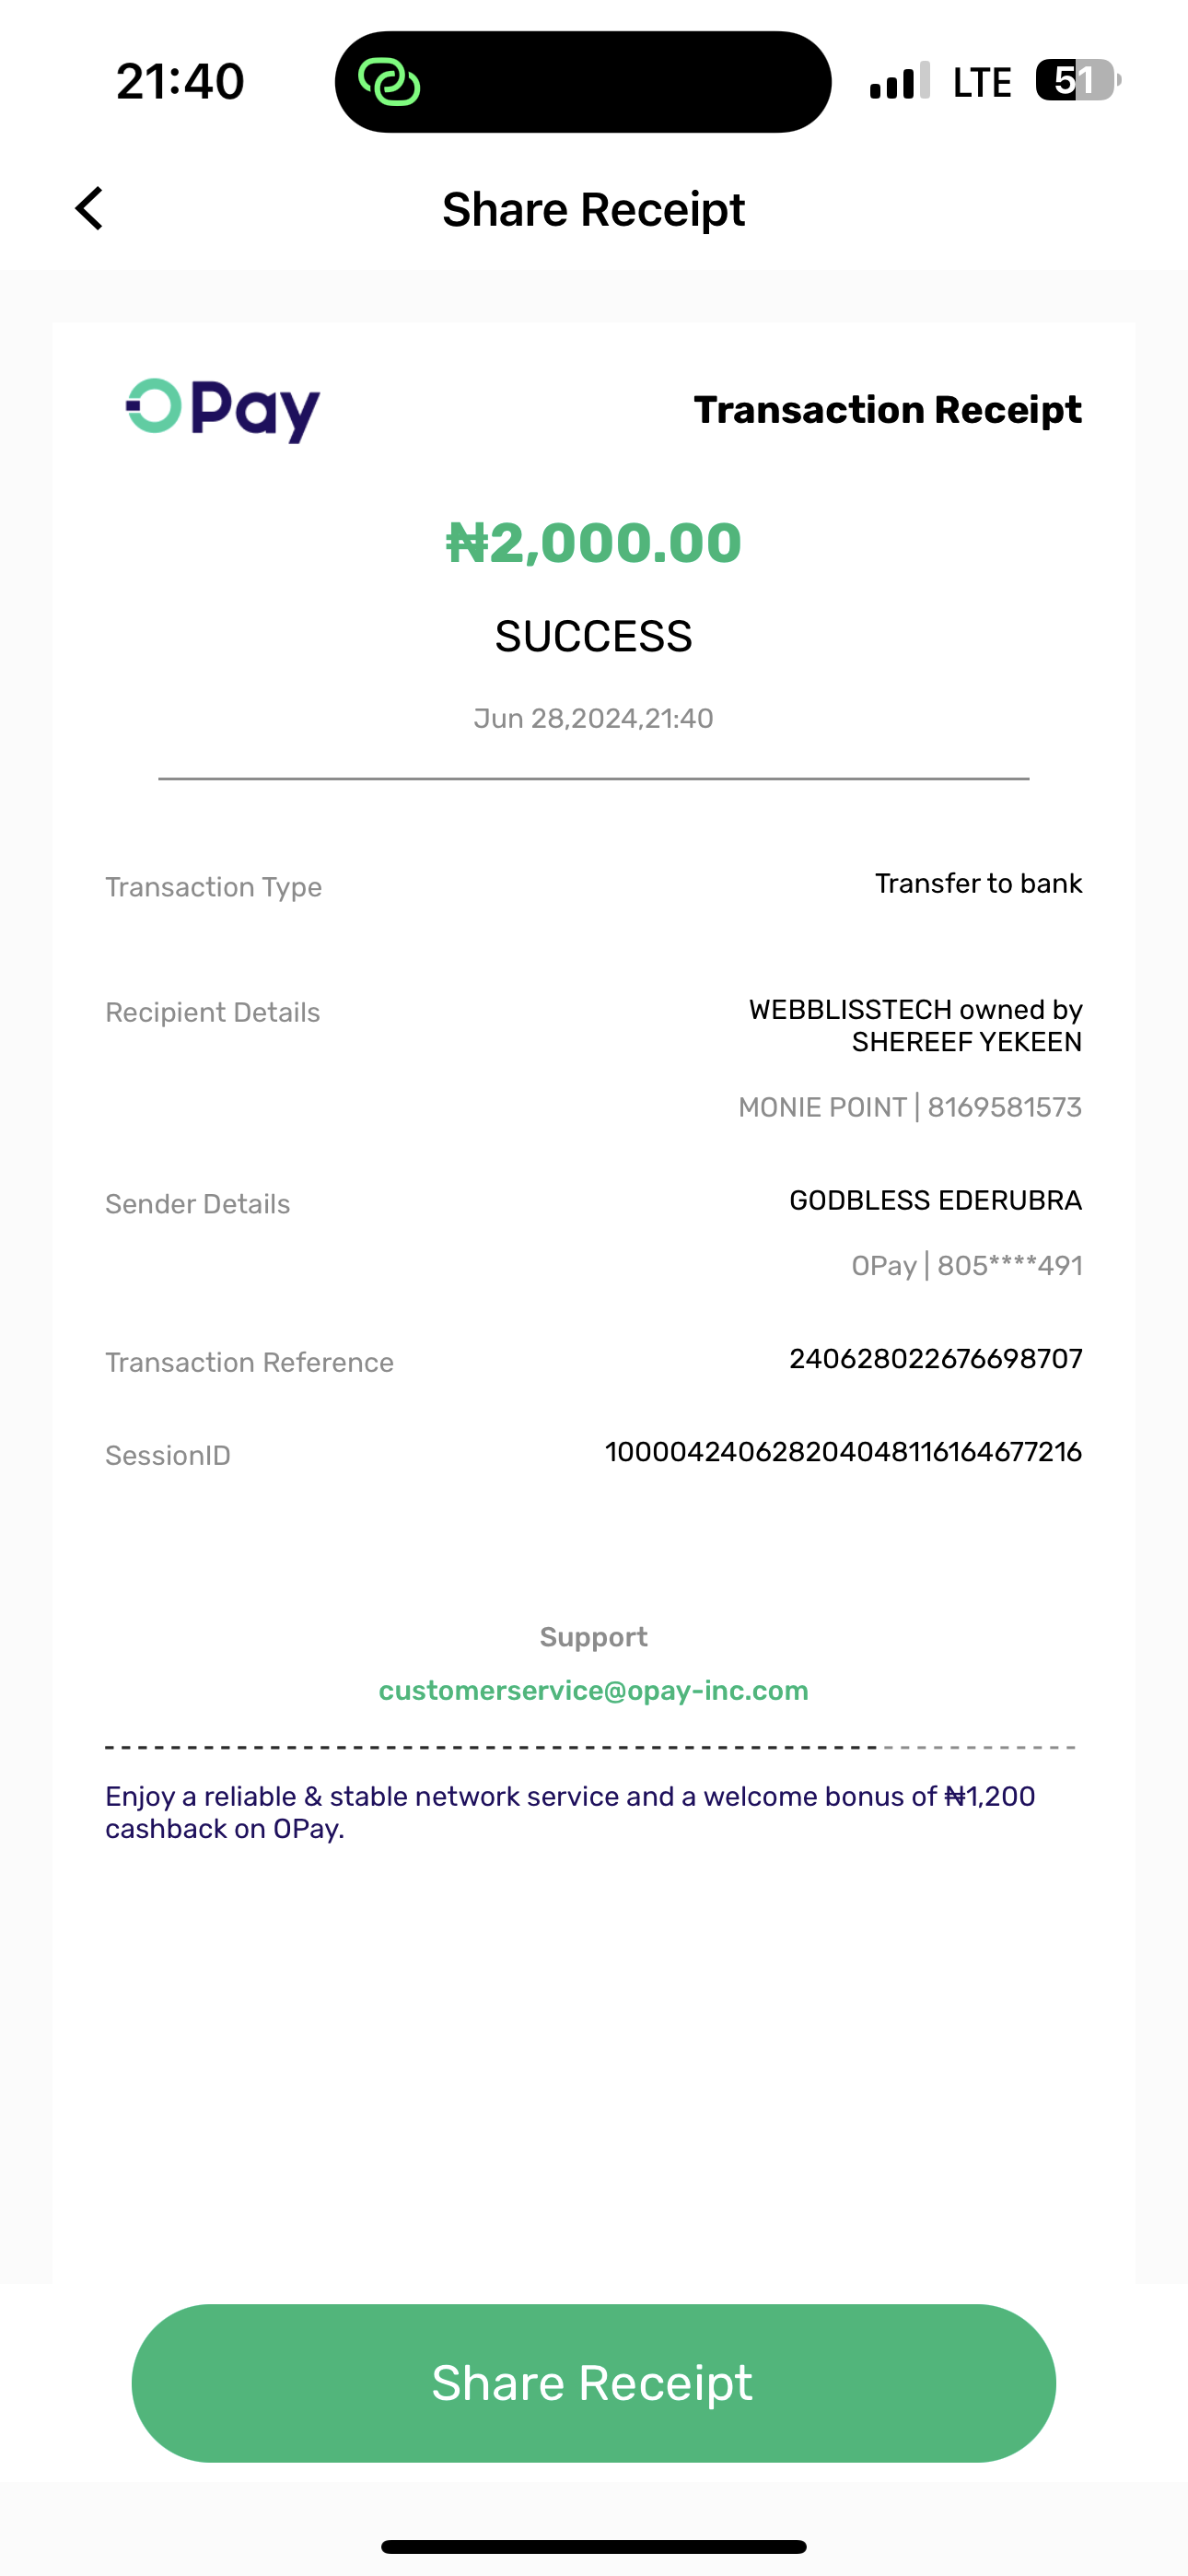 21:40
LTE
51
Share Receipt
OPay
Transaction Receipt
₦2,000.00
SUCCESS
Jun 28,2024,21:40
Transaction Type
Transfer to bank
Recipient Details
WEBBLISSTECH owned by
SHEREEF YEKEEN
MONIE POINT | 8169581573
Sender Details
GODBLESS EDERUBRA
OPay | 805****491
Transaction Reference
240628022676698707
SessionID
100004240628204048116164677216
Support
customerservice@opay-inc.com
Enjoy a reliable & stable network service and a welcome bonus of ₦1,200
cashback on OPay.
Share Receipt